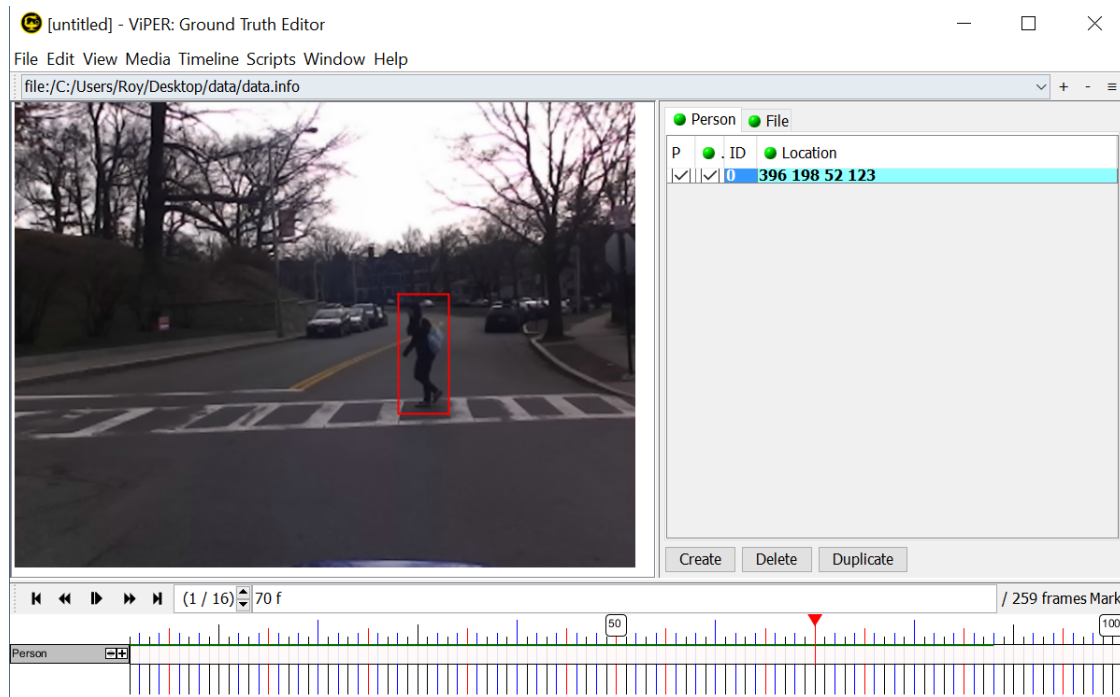 [untitled] - ViPER: Ground Truth Editor
File Edit View Media Timeline Scripts Window Help
file:/C:/Users/Roy/Desktop/data/data.info + - ≡
Person File
P . ID Location
0 396 198 52 123
Create Delete Duplicate
(1 / 16) 70 f / 259 frames Mark
50 100
Person